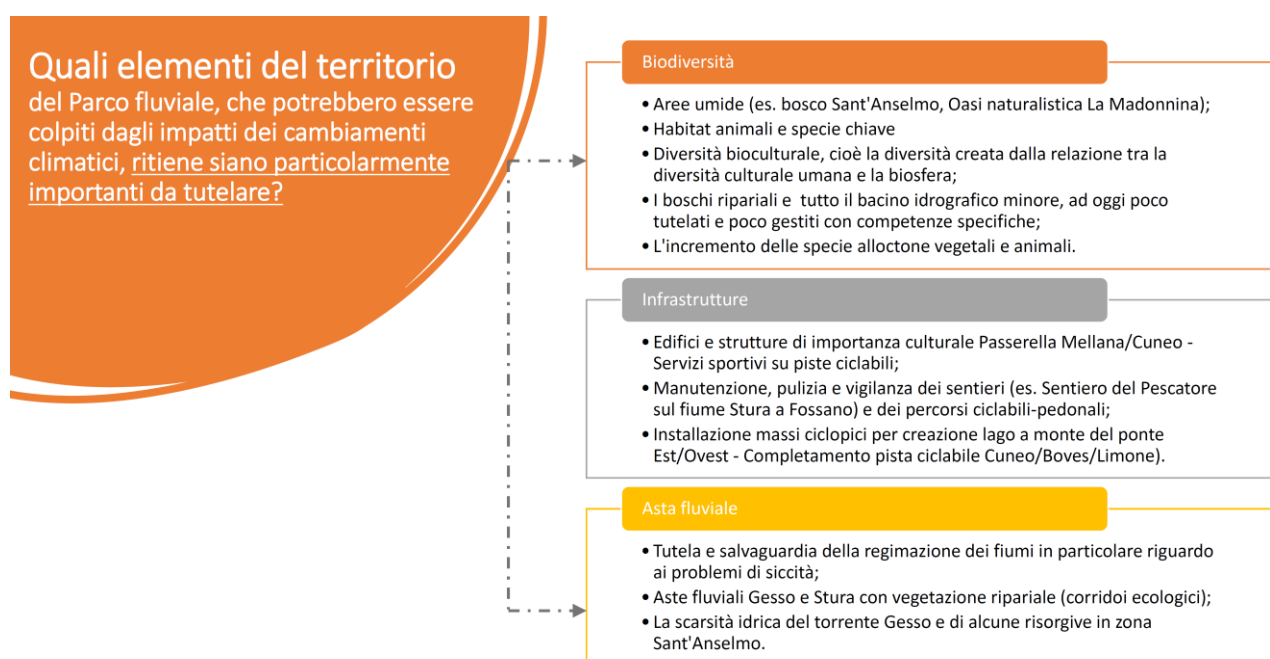 Quali elementi del territorio
del Parco fluviale, che potrebbero essere
colpiti dagli impatti dei cambiamenti
climatici, ritiene siano particolarmente
importanti da tutelare?
Biodiversità
• Aree umide (es. bosco Sant'Anselmo, Oasi naturalistica La Madonnina);
• Habitat animali e specie chiave
• Diversità bioculturale, cioè la diversità creata dalla relazione tra la
diversità culturale umana e la biosfera;
• I boschi ripariali e  tutto il bacino idrografico minore, ad oggi poco
tutelati e poco gestiti con competenze specifiche;
• L'incremento delle specie alloctone vegetali e animali.
Infrastrutture
• Edifici e strutture di importanza culturale Passerella Mellana/Cuneo -
Servizi sportivi su piste ciclabili;
• Manutenzione, pulizia e vigilanza dei sentieri (es. Sentiero del Pescatore
sul fiume Stura a Fossano) e dei percorsi ciclabili-pedonali;
• Installazione massi ciclopici per creazione lago a monte del ponte
Est/Ovest - Completamento pista ciclabile Cuneo/Boves/Limone).
Asta fluviale
• Tutela e salvaguardia della regimazione dei fiumi in particolare riguardo
ai problemi di siccità;
• Aste fluviali Gesso e Stura con vegetazione ripariale (corridoi ecologici);
• La scarsità idrica del torrente Gesso e di alcune risorgive in zona
Sant'Anselmo.